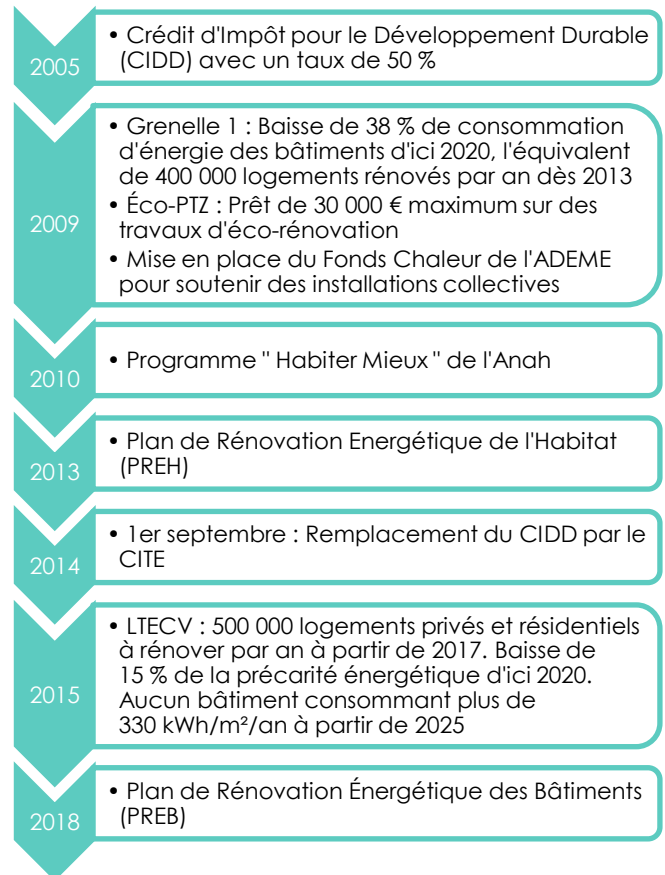 2005
• Crédit d'Impôt pour le Développement Durable
(CIDD) avec un taux de 50 %
2009
• Grenelle 1 : Baisse de 38 % de consommation
d'énergie des bâtiments d'ici 2020, l'équivalent
de 400 000 logements rénovés par an dès 2013
• Éco-PTZ : Prêt de 30 000 € maximum sur des
travaux d'éco-rénovation
• Mise en place du Fonds Chaleur de l'ADEME
pour soutenir des installations collectives
2010
• Programme " Habiter Mieux " de l'Anah
2013
• Plan de Rénovation Energétique de l'Habitat
(PREH)
2014
• 1er septembre : Remplacement du CIDD par le
CITE
2015
• LTECV : 500 000 logements privés et résidentiels
à rénover par an à partir de 2017. Baisse de
15 % de la précarité énergétique d'ici 2020.
Aucun bâtiment consommant plus de
330 kWh/m²/an à partir de 2025
2018
• Plan de Rénovation Énergétique des Bâtiments
(PREB)